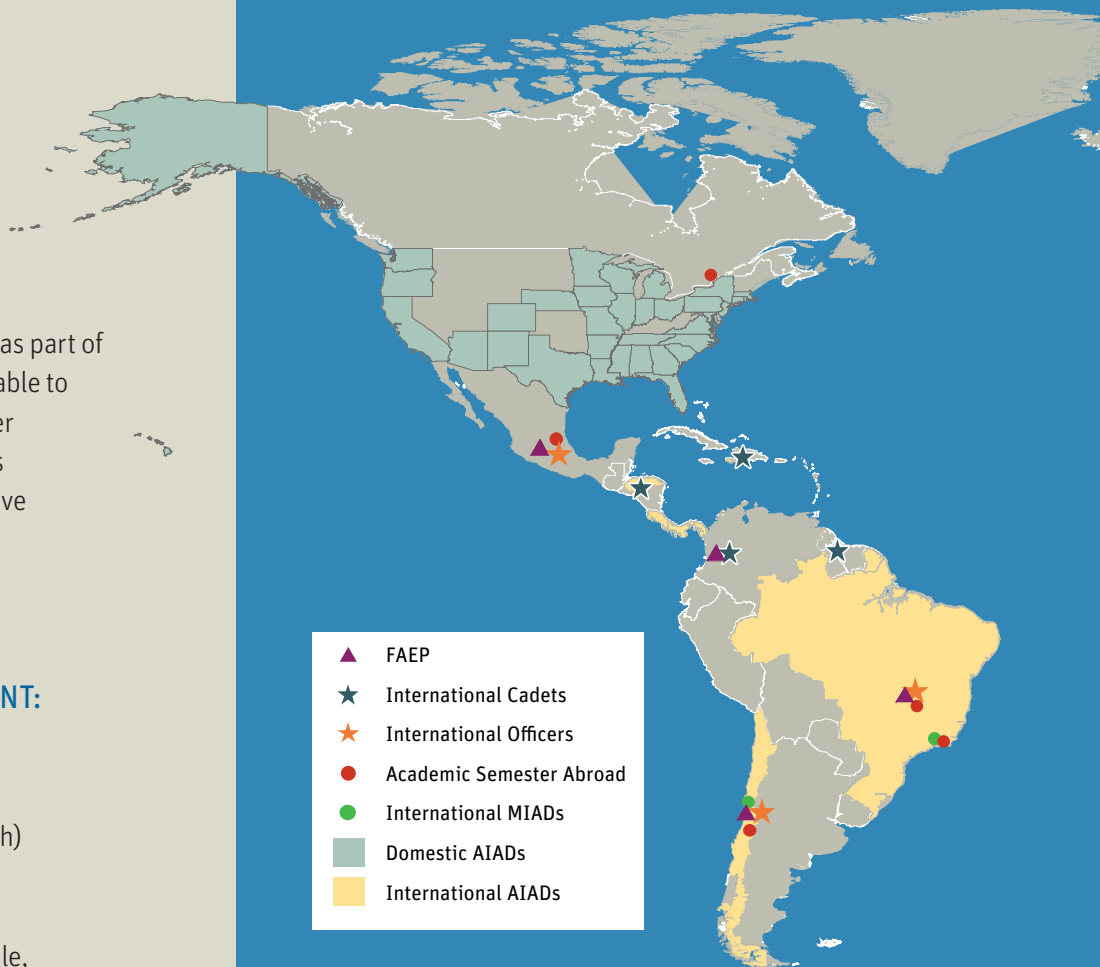 as part of
able to
er
s
ve
NT:
h)
le,
FAEP
International Cadets
International Officers
Academic Semester Abroad
International MIADs
Domestic AIADs
International AIADs